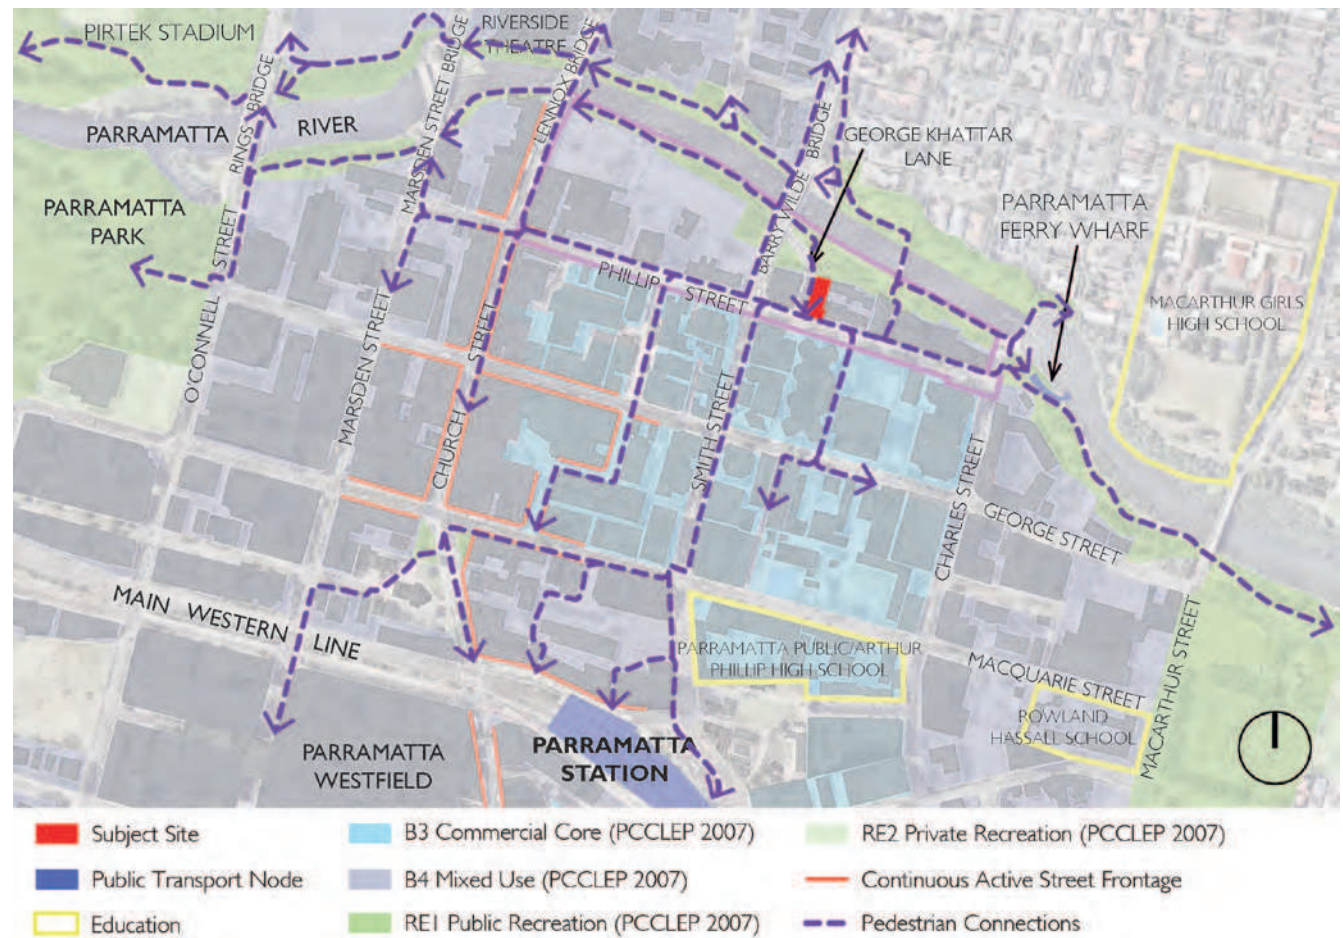 PIRTEK STADIUM
RIVERSIDE
THEATRE
RINGS BRIDGE
MARSDEN STREET BRIDGE
LENNOX BRIDGE
BARRY WILDE BRIDGE
PARRAMATTA RIVER
GEORGE KHATTAR
LANE
PARRAMATTA
PARK
PARRAMATTA
FERRY WHARF
MACARTHUR GIRLS
HIGH SCHOOL
O'CONNELL STREET
PHILLIP STREET
MARSDEN STREET
CHURCH STREET
SMITH STREET
CHARLES STREET
GEORGE STREET
MAIN WESTERN LINE
PARRAMATTA PUBLIC/ARTHUR
PHILLIP HIGH SCHOOL
MACQUARIE STREET
MACARTHUR STREET
ROWLAND
HASSALL SCHOOL
PARRAMATTA
WESTFIELD
PARRAMATTA
STATION
Subject Site
Public Transport Node
Education
B3 Commercial Core (PCCLEP 2007)
B4 Mixed Use (PCCLEP 2007)
RE1 Public Recreation (PCCLEP 2007)
RE2 Private Recreation (PCCLEP 2007)
Continuous Active Street Frontage
Pedestrian Connections